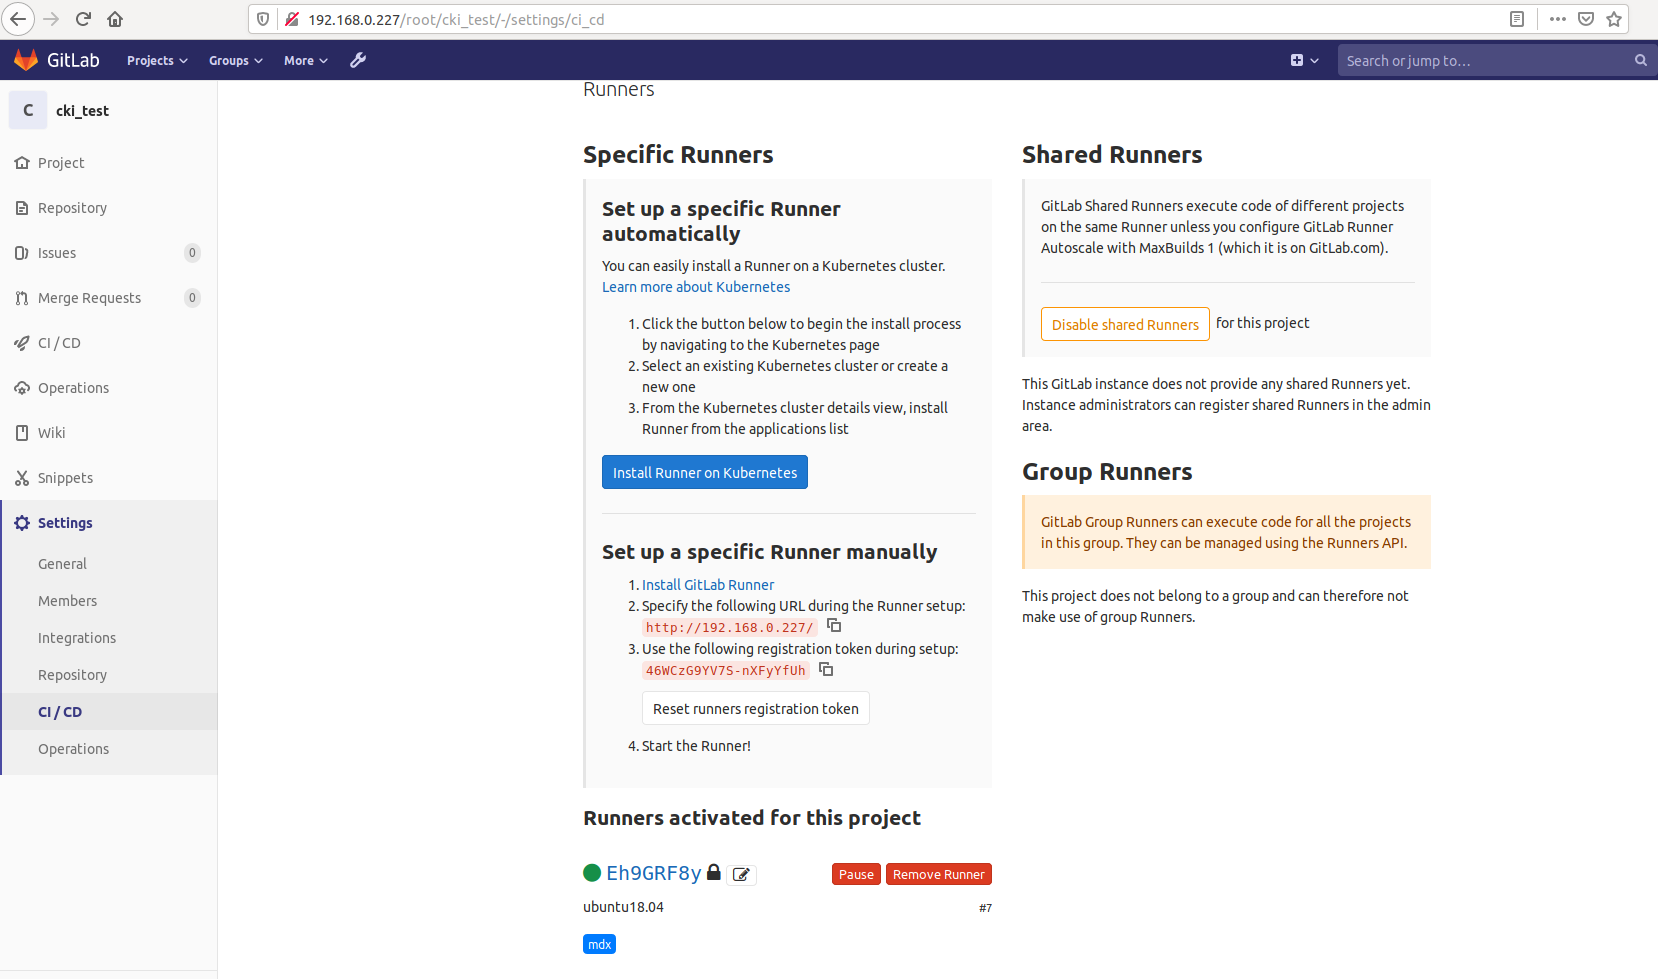 192.168.0.227/root/cki_test/-/settings/ci_cd
GitLab
Projects
Groups
More
Search or jump to…
C
cki_test
Project
Repository
Issues
0
Merge Requests
0
CI / CD
Operations
Wiki
Snippets
Settings
General
Members
Integrations
Repository
CI / CD
Operations
Runners
Specific Runners
Set up a specific Runner
automatically
You can easily install a Runner on a Kubernetes cluster.
Learn more about Kubernetes
1. Click the button below to begin the install process
by navigating to the Kubernetes page
2. Select an existing Kubernetes cluster or create a
new one
3. From the Kubernetes cluster details view, install
Runner from the applications list
Install Runner on Kubernetes
Set up a specific Runner manually
1. Install GitLab Runner
2. Specify the following URL during the Runner setup:
http://192.168.0.227/
3. Use the following registration token during setup:
46WCzG9YV7S-nXFyYfUh
Reset runners registration token
4. Start the Runner!
Runners activated for this project
Eh9GRF8y
Pause
Remove Runner
ubuntu18.04
#7
mdx
Shared Runners
GitLab Shared Runners execute code of different projects
on the same Runner unless you configure GitLab Runner
Autoscale with MaxBuilds 1 (which it is on GitLab.com).
Disable shared Runners for this project
This GitLab instance does not provide any shared Runners yet.
Instance administrators can register shared Runners in the admin
area.
Group Runners
GitLab Group Runners can execute code for all the projects
in this group. They can be managed using the Runners API.
This project does not belong to a group and can therefore not
make use of group Runners.